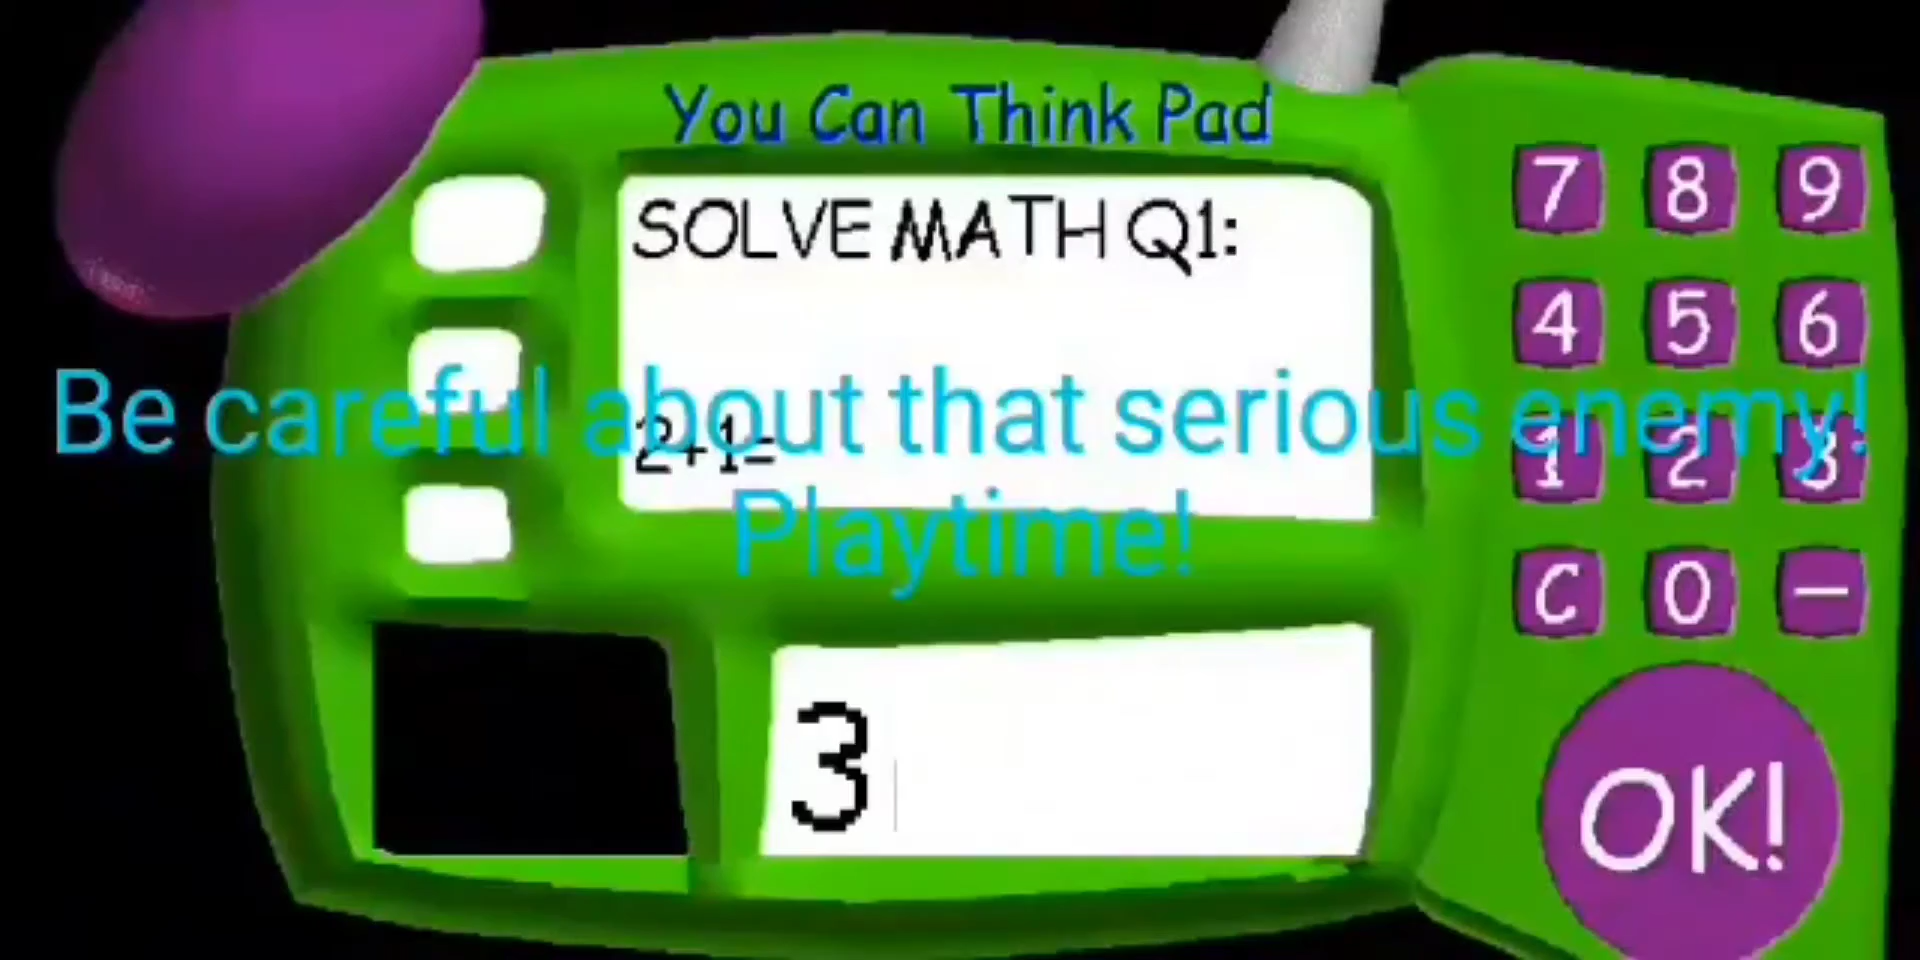 You Can Think Pad
SOLVE MATH Q1:
2+1=
Be careful about that serious enemy!
Playtime!
3
7 8 9
4 5 6
1 2 3
C 0 –
OK!